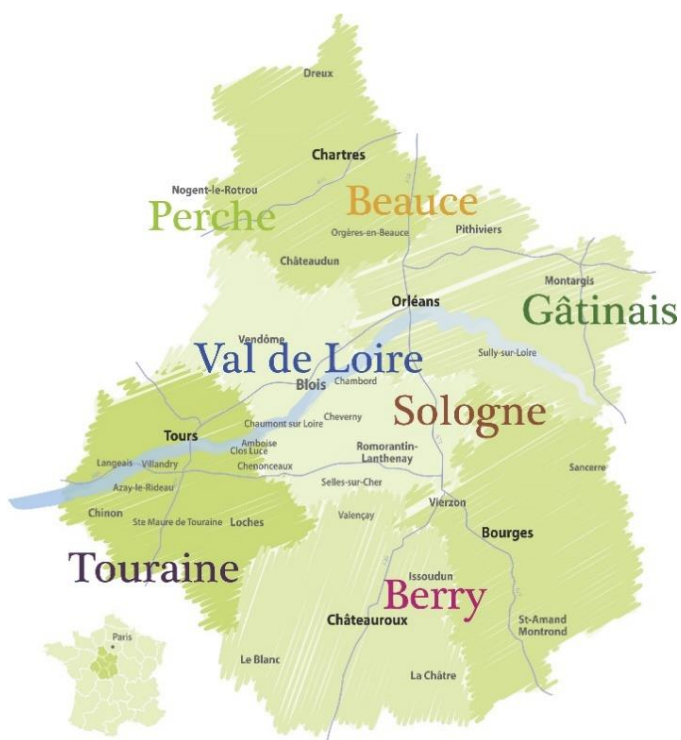 Dreux
Chartres
Nogent-le-Rotrou
Perche
Beauce
Orgères-en-Beauce
Pithiviers
Châteaudun
Montargis
Orléans
Gâtinais
Vendôme
Val de Loire
Sully-sur-Loire
Blois
Chambord
Cheverny
Sologne
Chaumont sur Loire
Tours
Amboise
Clos Luce
Romorantin-
Lanthenay
Langeais
Villandry
Chenonceaux
Sancerre
Azay-le-Rideau
Selles-sur-Cher
Vierzon
Chinon
Ste Maure de Touraine
Loches
Valençay
Bourges
Touraine
Issoudun
Berry
Châteauroux
St-Amand
Montrond
Paris
Le Blanc
La Châtre